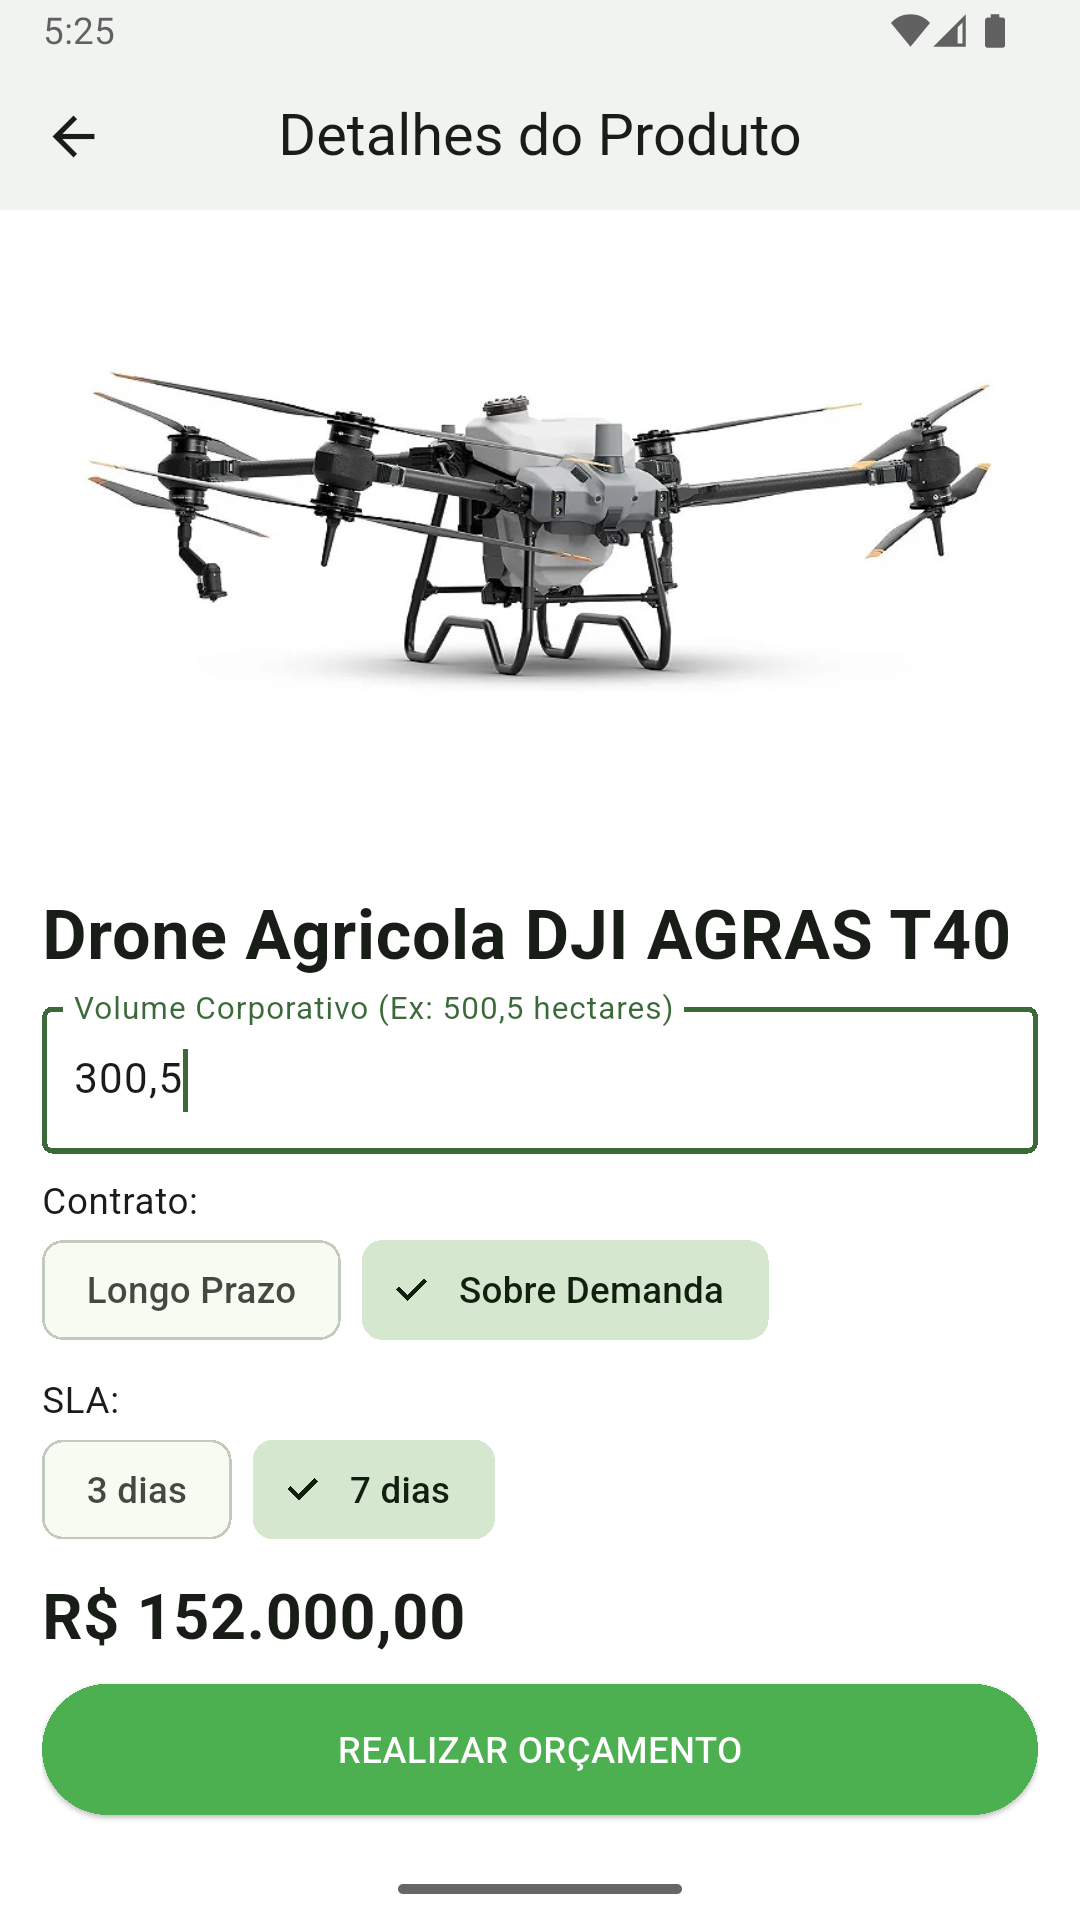 5:25
Detalhes do Produto
Drone Agricola DJI AGRAS T40
Volume Corporativo (Ex: 500,5 hectares)
300,5
Contrato:
Longo Prazo
Sobre Demanda
SLA:
3 dias
7 dias
R$ 152.000,00
REALIZAR ORÇAMENTO